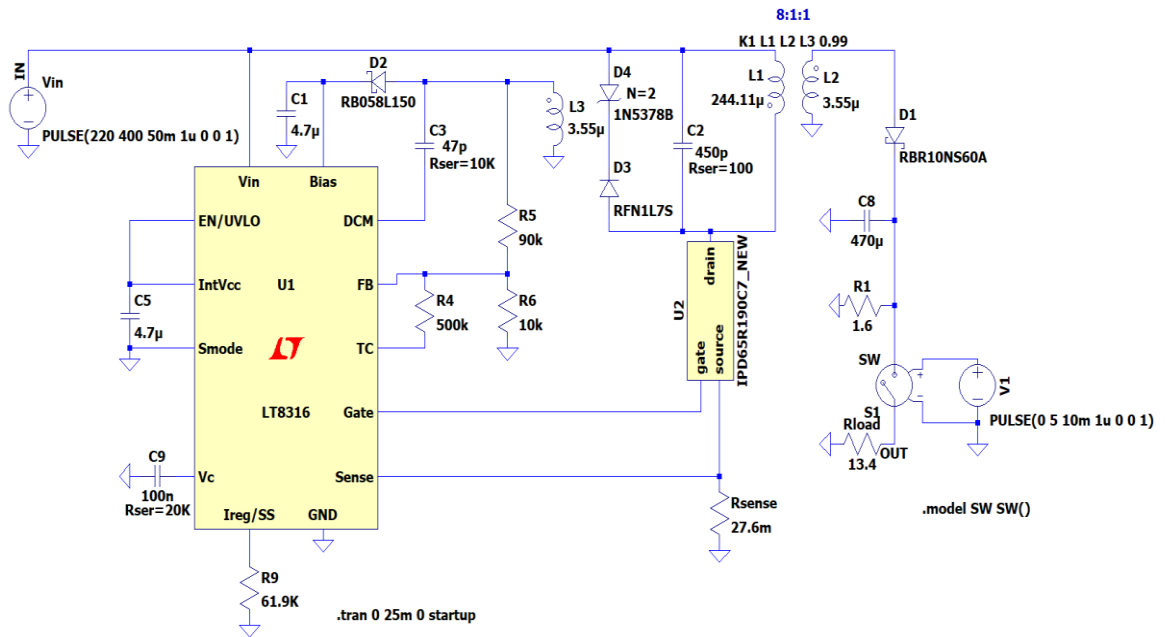 8:1:1
K1 L1 L2 L3 0.99
IN
Vin
PULSE(220 400 50m 1u 0 0 1)
C1
4.7µ
D2
RB058L150
C3
47p
Rser=10K
L3
3.55µ
D4
N=2
1N5378B
D3
RFN1L7S
C2
450p
Rser=100
L1
244.11µ
L2
3.55µ
D1
RBR10NS60A
C8
470µ
R1
1.6
SW
S1
V1
PULSE(0 5 10m 1u 0 0 1)
Rload
13.4
OUT
.model SW SW()
Vin
Bias
EN/UVLO
DCM
IntVcc
U1
FB
Smode
TC
LT8316
Gate
Vc
Sense
Ireg/SS
GND
C5
4.7µ
C9
100n
Rser=20K
R9
61.9K
R5
90k
R4
500k
R6
10k
U2
drain
gate
source
IPD65R190C7_NEW
Rsense
27.6m
.tran 0 25m 0 startup